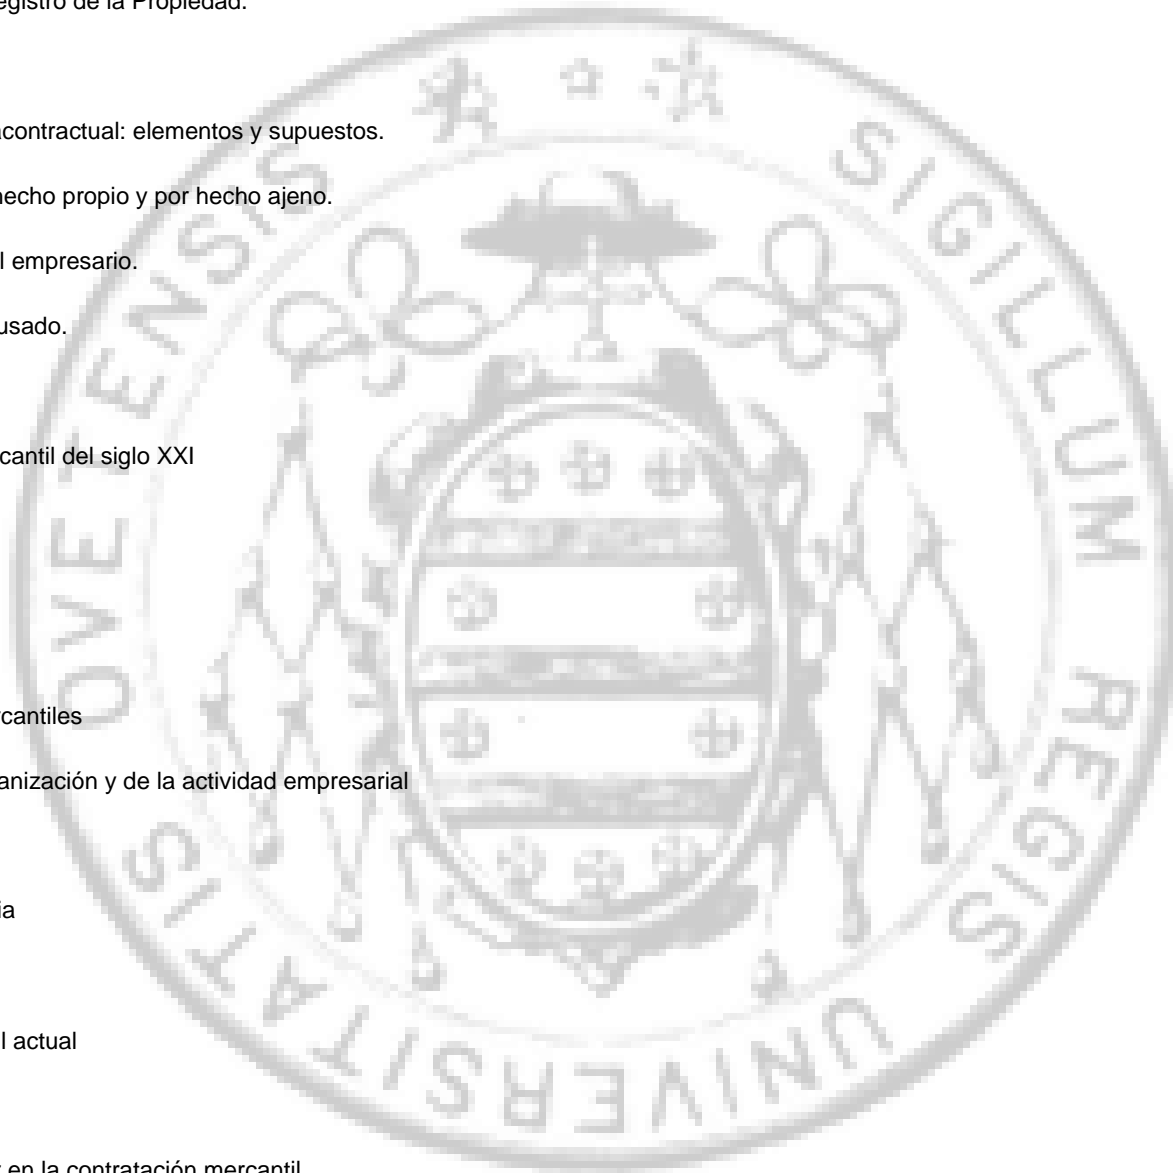 egistro de la Propiedad.
acontractual: elementos y supuestos.
hecho propio y por hecho ajeno.
l empresario.
usado.
cantil del siglo XXI
rcantiles
anización y de la actividad empresarial
ia
l actual
r en la contratación mercantil
SIGILLUM REGIS UNIVERSITATIS OVETENSIS